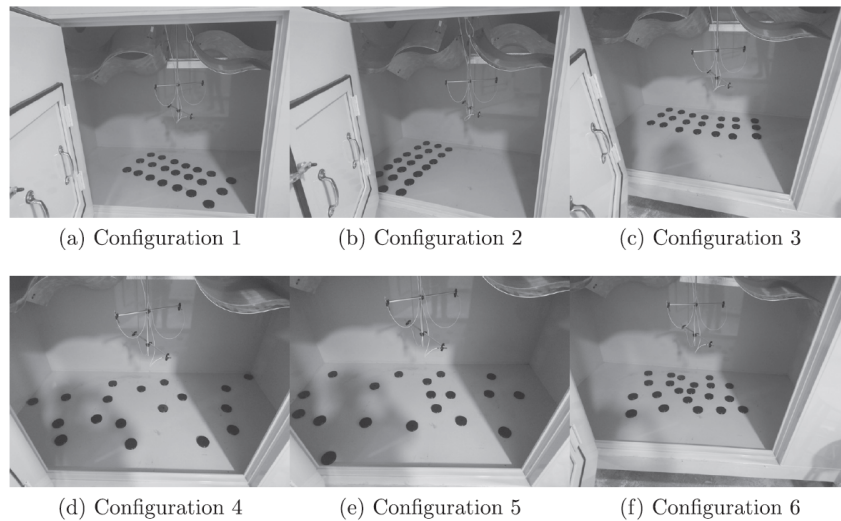 (a) Configuration 1
(b) Configuration 2
(c) Configuration 3
(d) Configuration 4
(e) Configuration 5
(f) Configuration 6